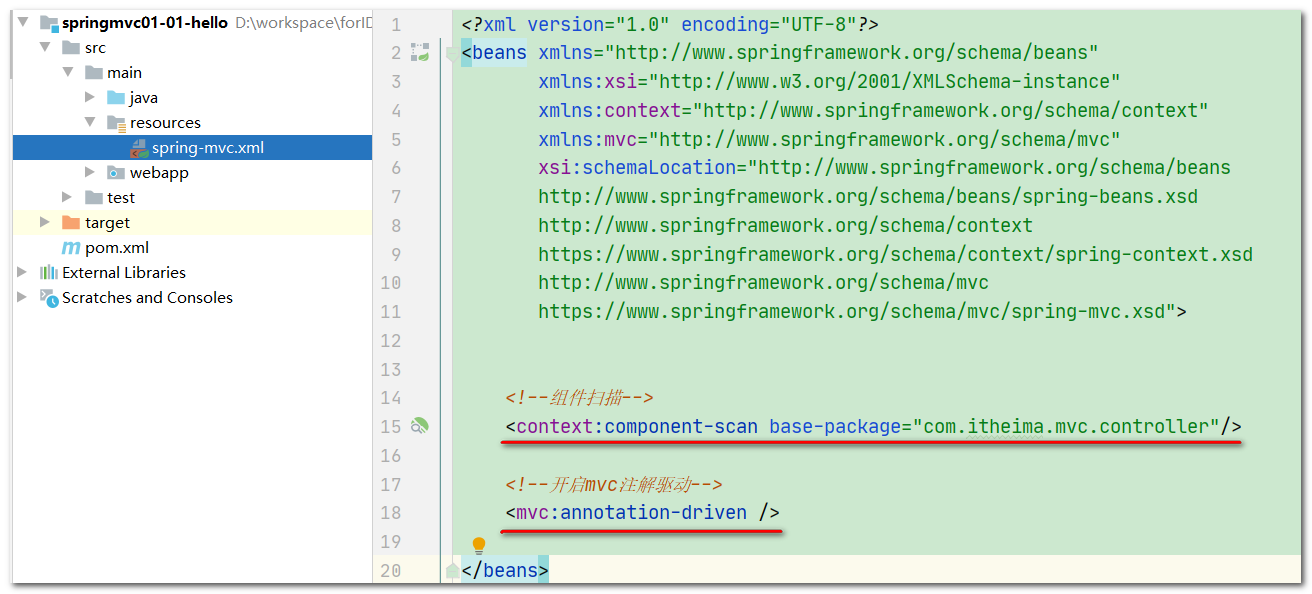 springmvc01-01-hello D:\workspace\forID
src
main
java
resources
spring-mvc.xml
webapp
test
target
pom.xml
External Libraries
Scratches and Consoles
1 <?xml version="1.0" encoding="UTF-8"?>
2 <beans xmlns="http://www.springframework.org/schema/beans"
3 xmlns:xsi="http://www.w3.org/2001/XMLSchema-instance"
4 xmlns:context="http://www.springframework.org/schema/context"
5 xmlns:mvc="http://www.springframework.org/schema/mvc"
6 xsi:schemaLocation="http://www.springframework.org/schema/beans
7 http://www.springframework.org/schema/beans/spring-beans.xsd
8 http://www.springframework.org/schema/context
9 https://www.springframework.org/schema/context/spring-context.xsd
10 http://www.springframework.org/schema/mvc
11 https://www.springframework.org/schema/mvc/spring-mvc.xsd">
12
13
14 <!--组件扫描-->
15 <context:component-scan base-package="com.itheima.mvc.controller"/>
16
17 <!--开启mvc注解驱动-->
18 <mvc:annotation-driven />
19
20 </beans>